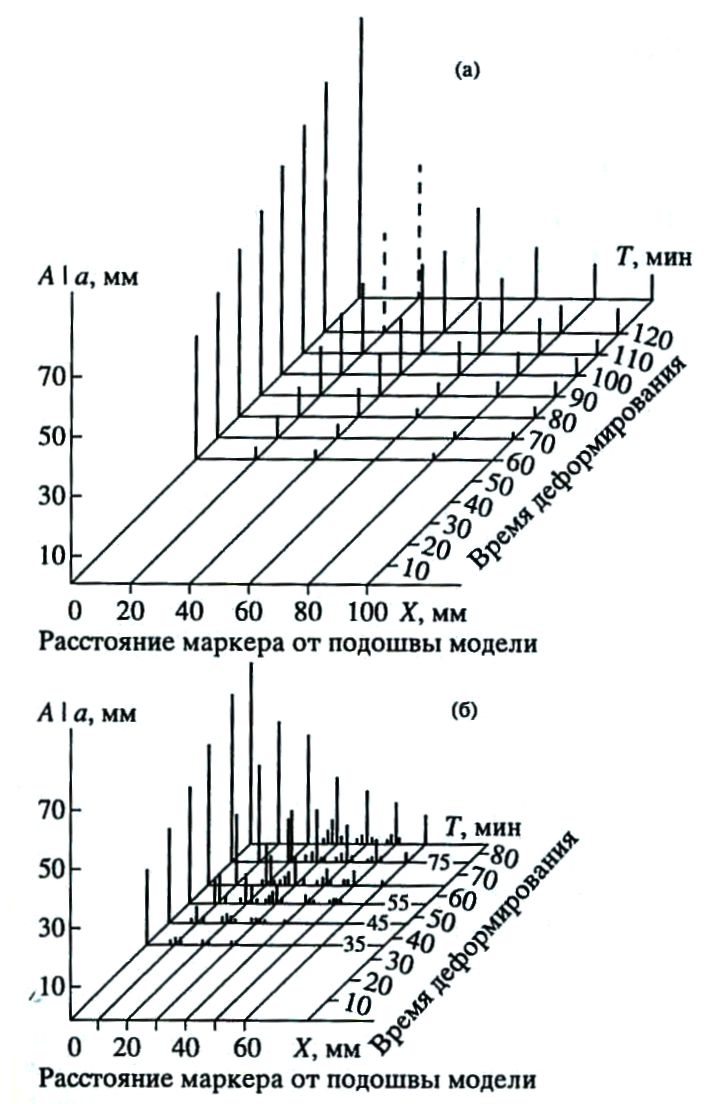 (а)
T, мин
A | a, мм
70
50
30
10
120
110
100
90
80
70
60
50
40
30
20
10
Время деформирования
0 20 40 60 80 100 X, мм
Расстояние маркера от подошвы модели
(б)
A | a, мм
70
50
30
10
T, мин
80
75
70
60
55
50
45
40
35
30
20
10
Время деформирования
0 20 40 60 X, мм
Расстояние маркера от подошвы модели